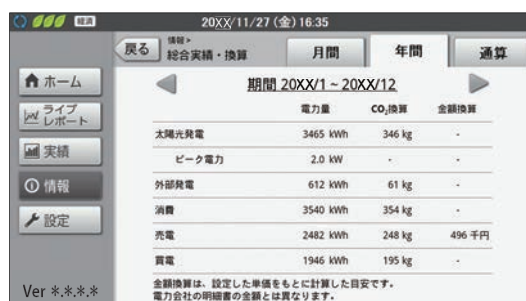 経済 20XX/11/27 (金) 16:35
戻る 情報>
総合実績・換算 月間 年間 通算
ホーム
ライブ
レポート
実績
情報
設定
Ver *.*.*.*
期間 20XX/1 ~ 20XX/12
電力量 CO₂換算 金額換算
太陽光発電 3465 kWh 346 kg -
ピーク電力 2.0 kW - -
外部発電 612 kWh 61 kg -
消費 3540 kWh 354 kg -
売電 2482 kWh 248 kg 496 千円
買電 1946 kWh 195 kg -
金額換算は、設定した単価をもとに計算した目安です。
電力会社の明細書の金額とは異なります。